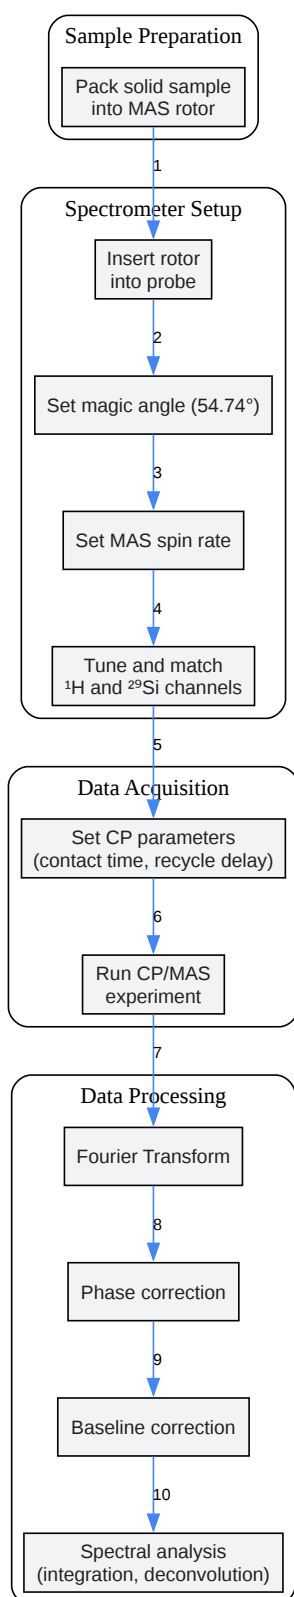 Sample Preparation
Pack solid sample
into MAS rotor
1
Spectrometer Setup
Insert rotor
into probe
2
Set magic angle (54.74°)
3
Set MAS spin rate
4
Tune and match
¹H and ²⁹Si channels
5
Data Acquisition
Set CP parameters
(contact time, recycle delay)
6
Run CP/MAS
experiment
7
Data Processing
Fourier Transform
8
Phase correction
9
Baseline correction
10
Spectral analysis
(integration, deconvolution)